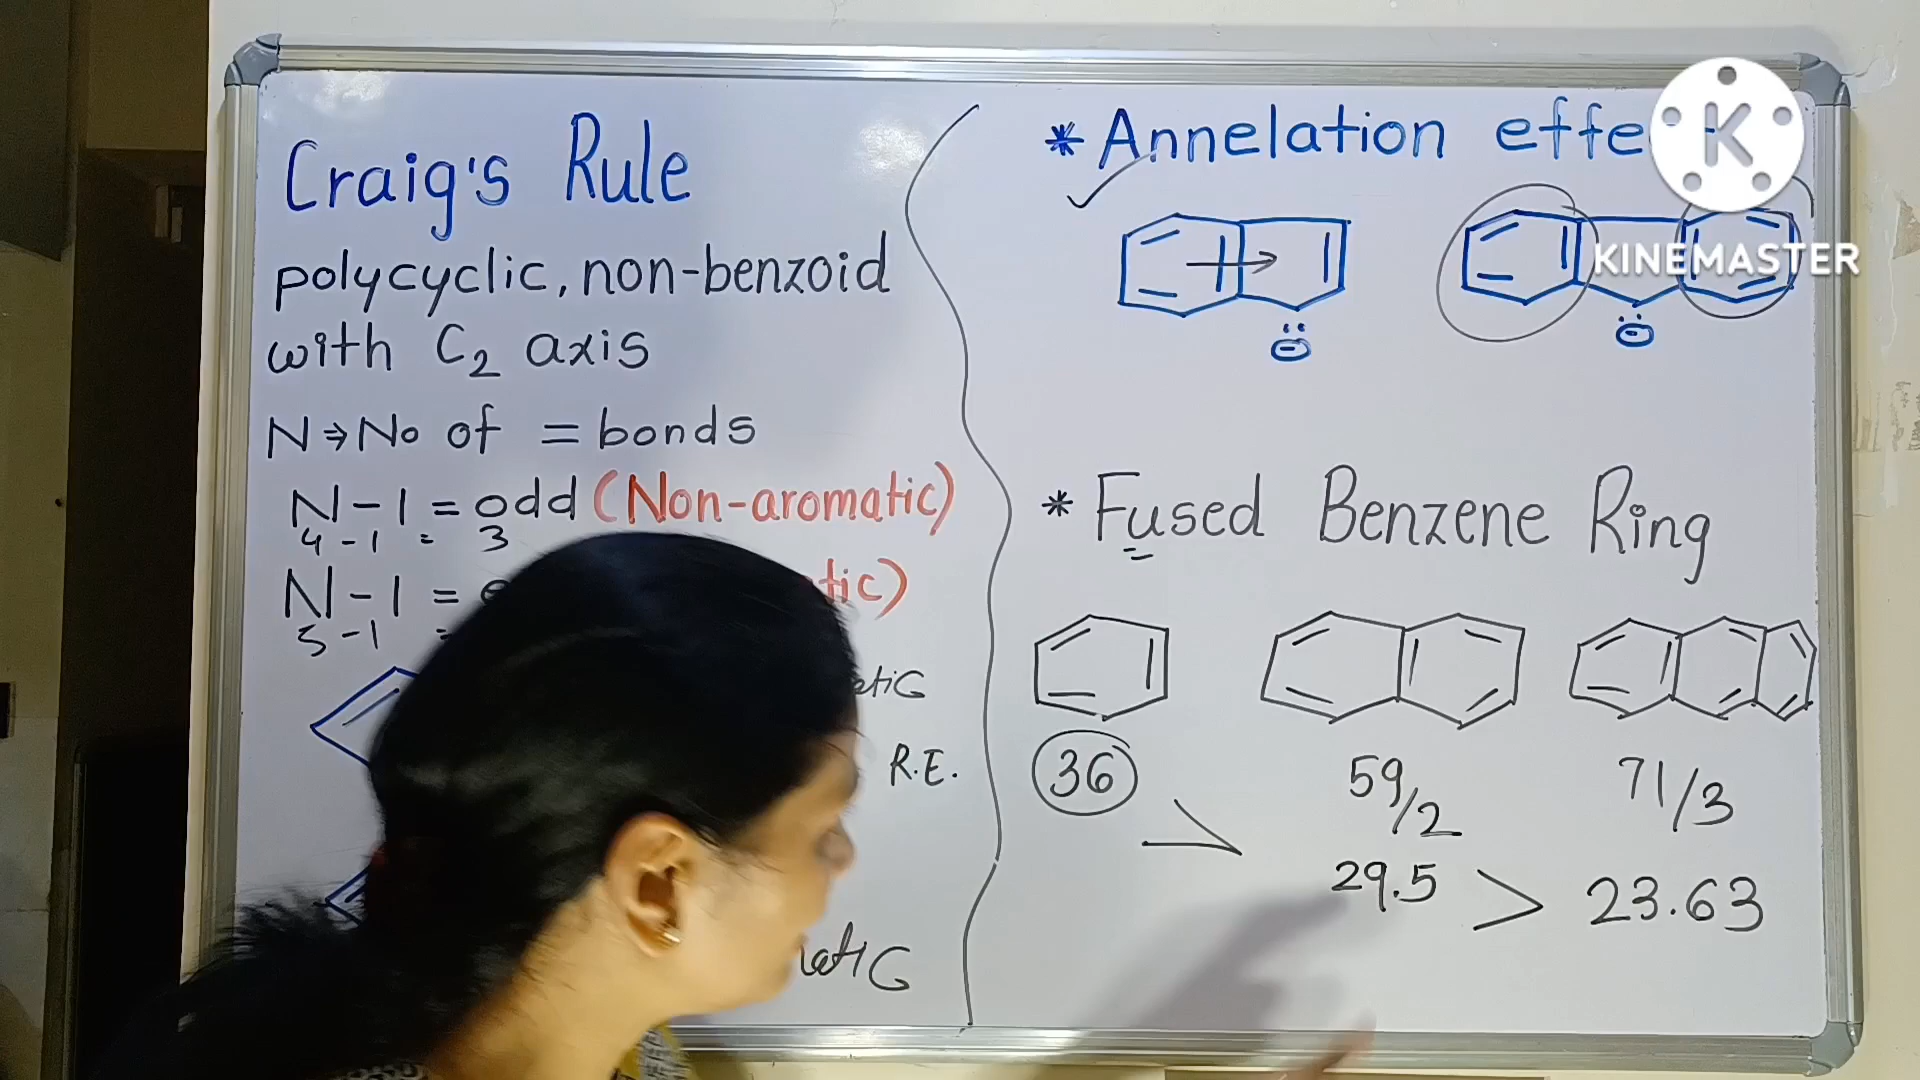 Craig's Rule
polycyclic, non-benzoid
with C2 axis
N ⇒ No of = bonds
N-1 = odd (Non-aromatic)
4-1 = 3
N-1 =
5-1 =
R.E.
* Annelation effe
K
KINEMASTER
* Fused Benzene Ring
36 > 59/2 71/3
29.5 > 23.63